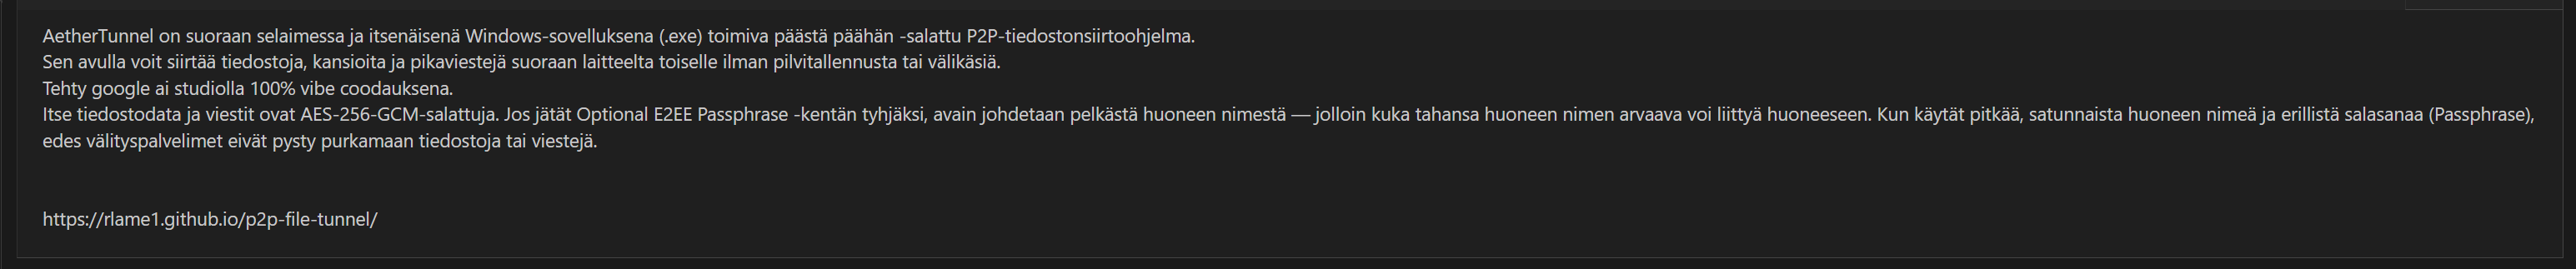 AetherTunnel on suoraan selaimessa ja itsenäisenä Windows-sovelluksena (.exe) toimiva päästä päähän -salattu P2P-tiedostonsiirtoohjelma.
Sen avulla voit siirtää tiedostoja, kansioita ja pikaviestejä suoraan laitteelta toiselle ilman pilvitallennusta tai välikäsiä.
Tehty google ai studiolla 100% vibe coodauksena.
Itse tiedostodata ja viestit ovat AES-256-GCM-salattuja. Jos jätät Optional E2EE Passphrase -kentän tyhjäksi, avain johdetaan pelkästä huoneen nimestä — jolloin kuka tahansa huoneen nimen arvaava voi liittyä huoneeseen. Kun käytät pitkää, satunnaista huoneen nimeä ja erillistä salasanaa (Passphrase),
edes välityspalvelimet eivät pysty purkamaan tiedostoja tai viestejä.
https://rlame1.github.io/p2p-file-tunnel/